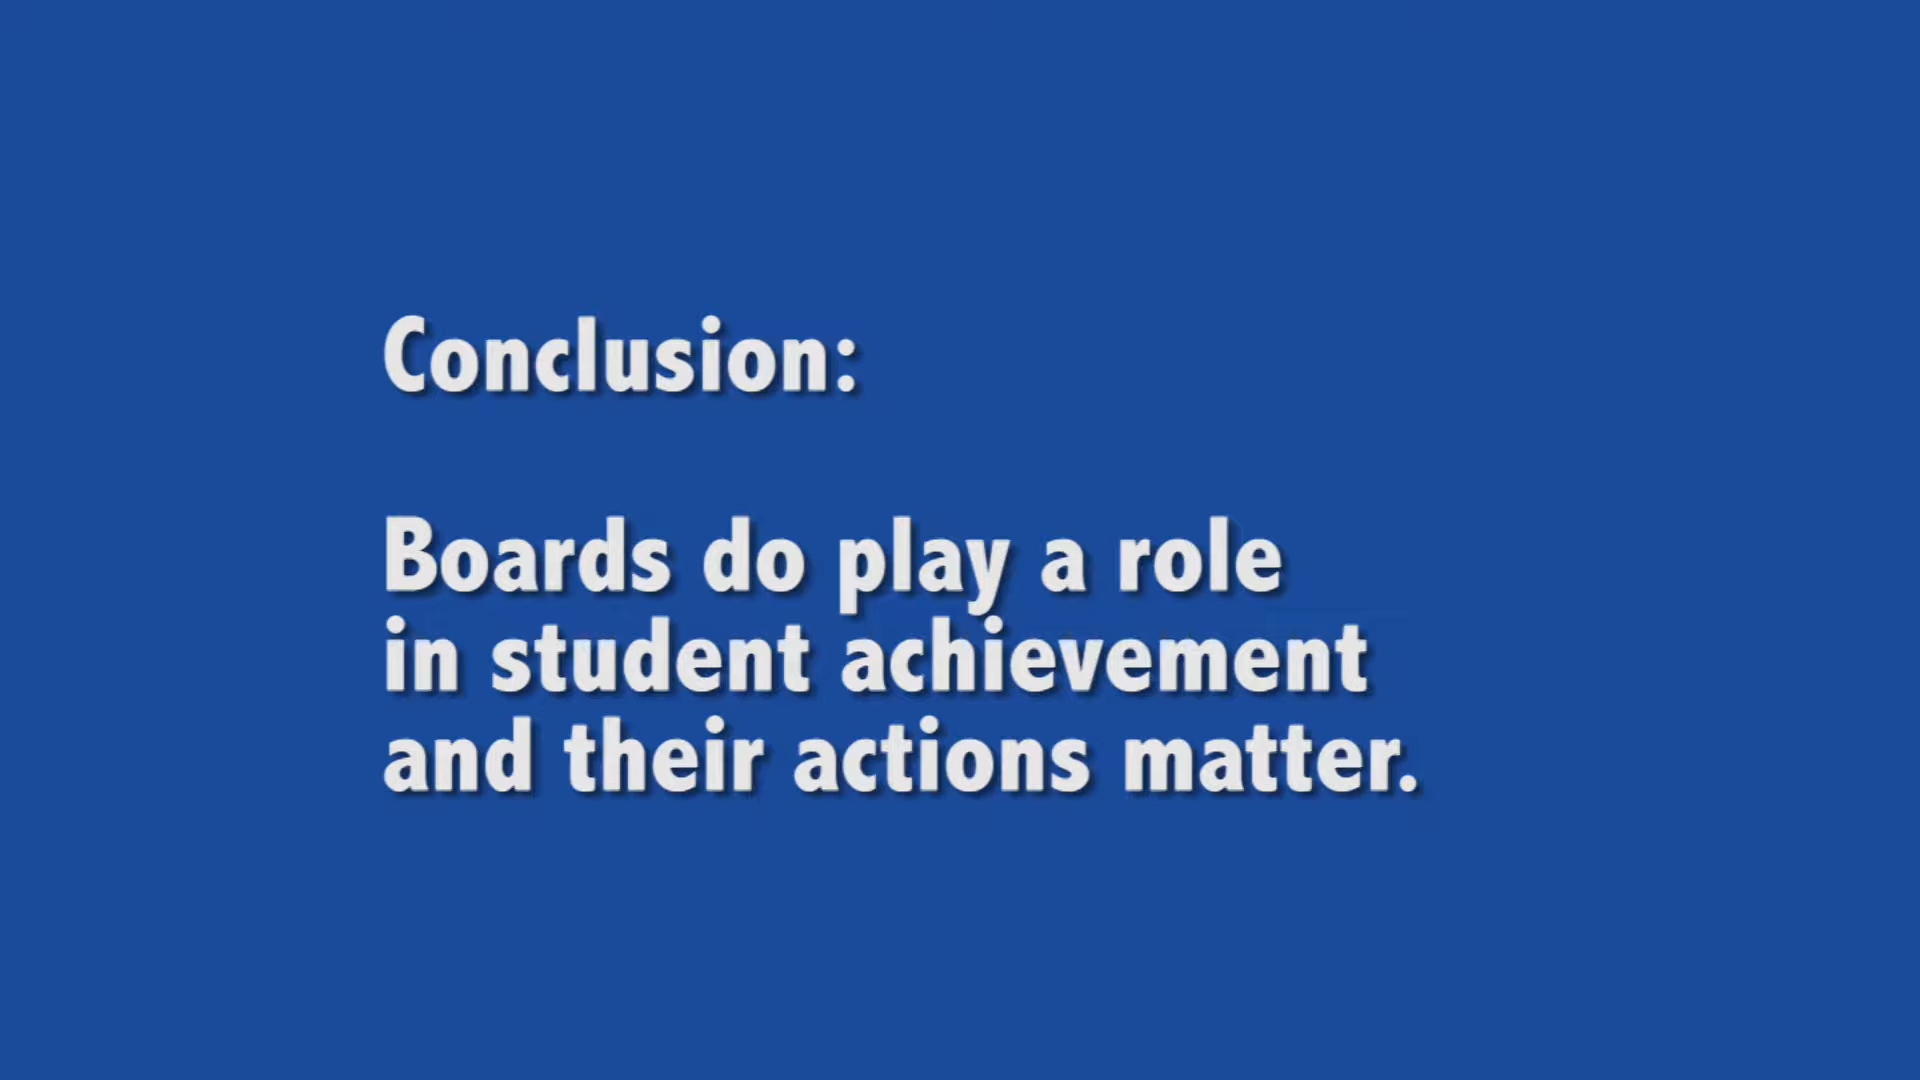 Conclusion:
Boards do play a role
in student achievement
and their actions matter.